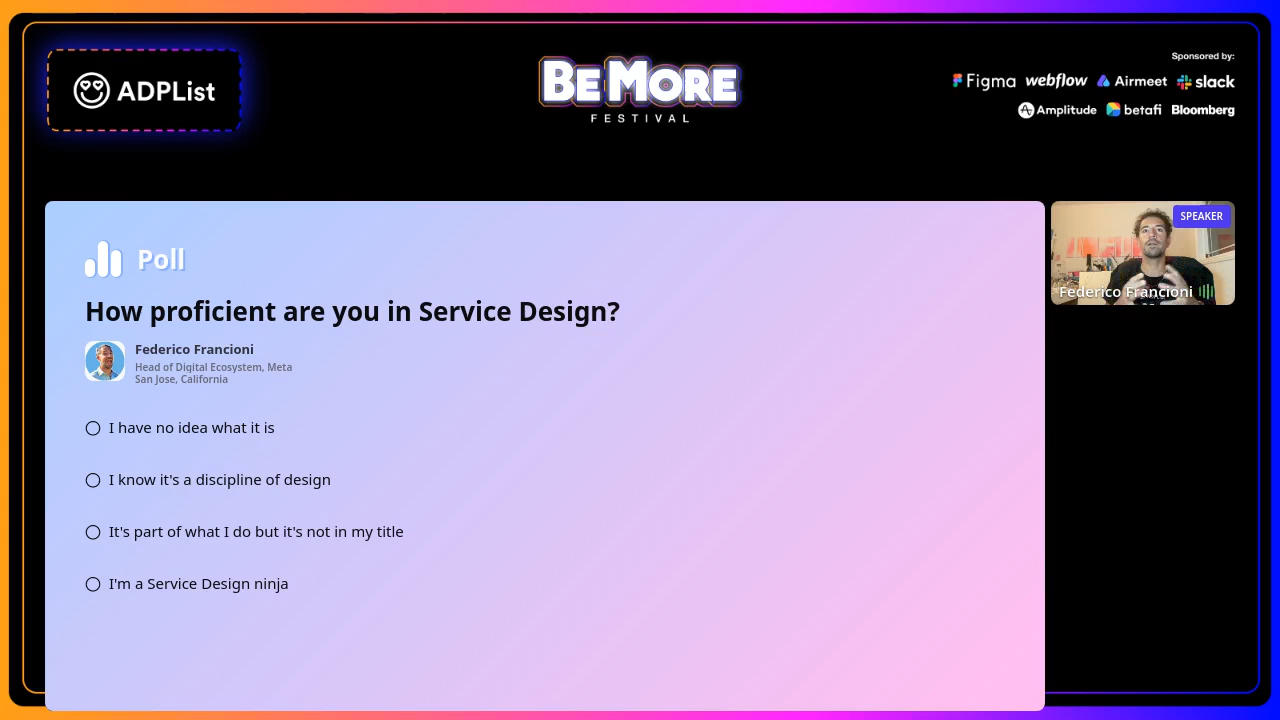 ADPList
BE MORE
FESTIVAL
Sponsored by:
Figma webflow Airmeet slack
Amplitude betafi Bloomberg
SPEAKER
Federico Francioni
Poll
How proficient are you in Service Design?
Federico Francioni
Head of Digital Ecosystem, Meta
San Jose, California
I have no idea what it is
I know it's a discipline of design
It's part of what I do but it's not in my title
I'm a Service Design ninja